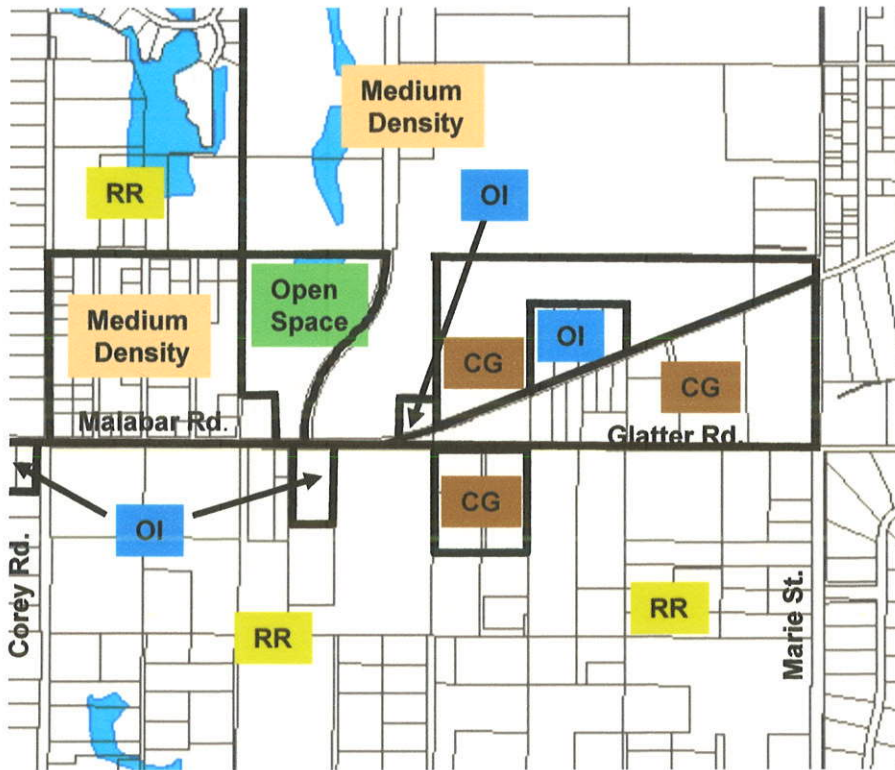 Medium
Density
RR
OI
Open
Space
Medium
Density
OI
CG
CG
Malabar Rd.
Glatter Rd.
CG
OI
Corey Rd.
RR
RR
Marie St.